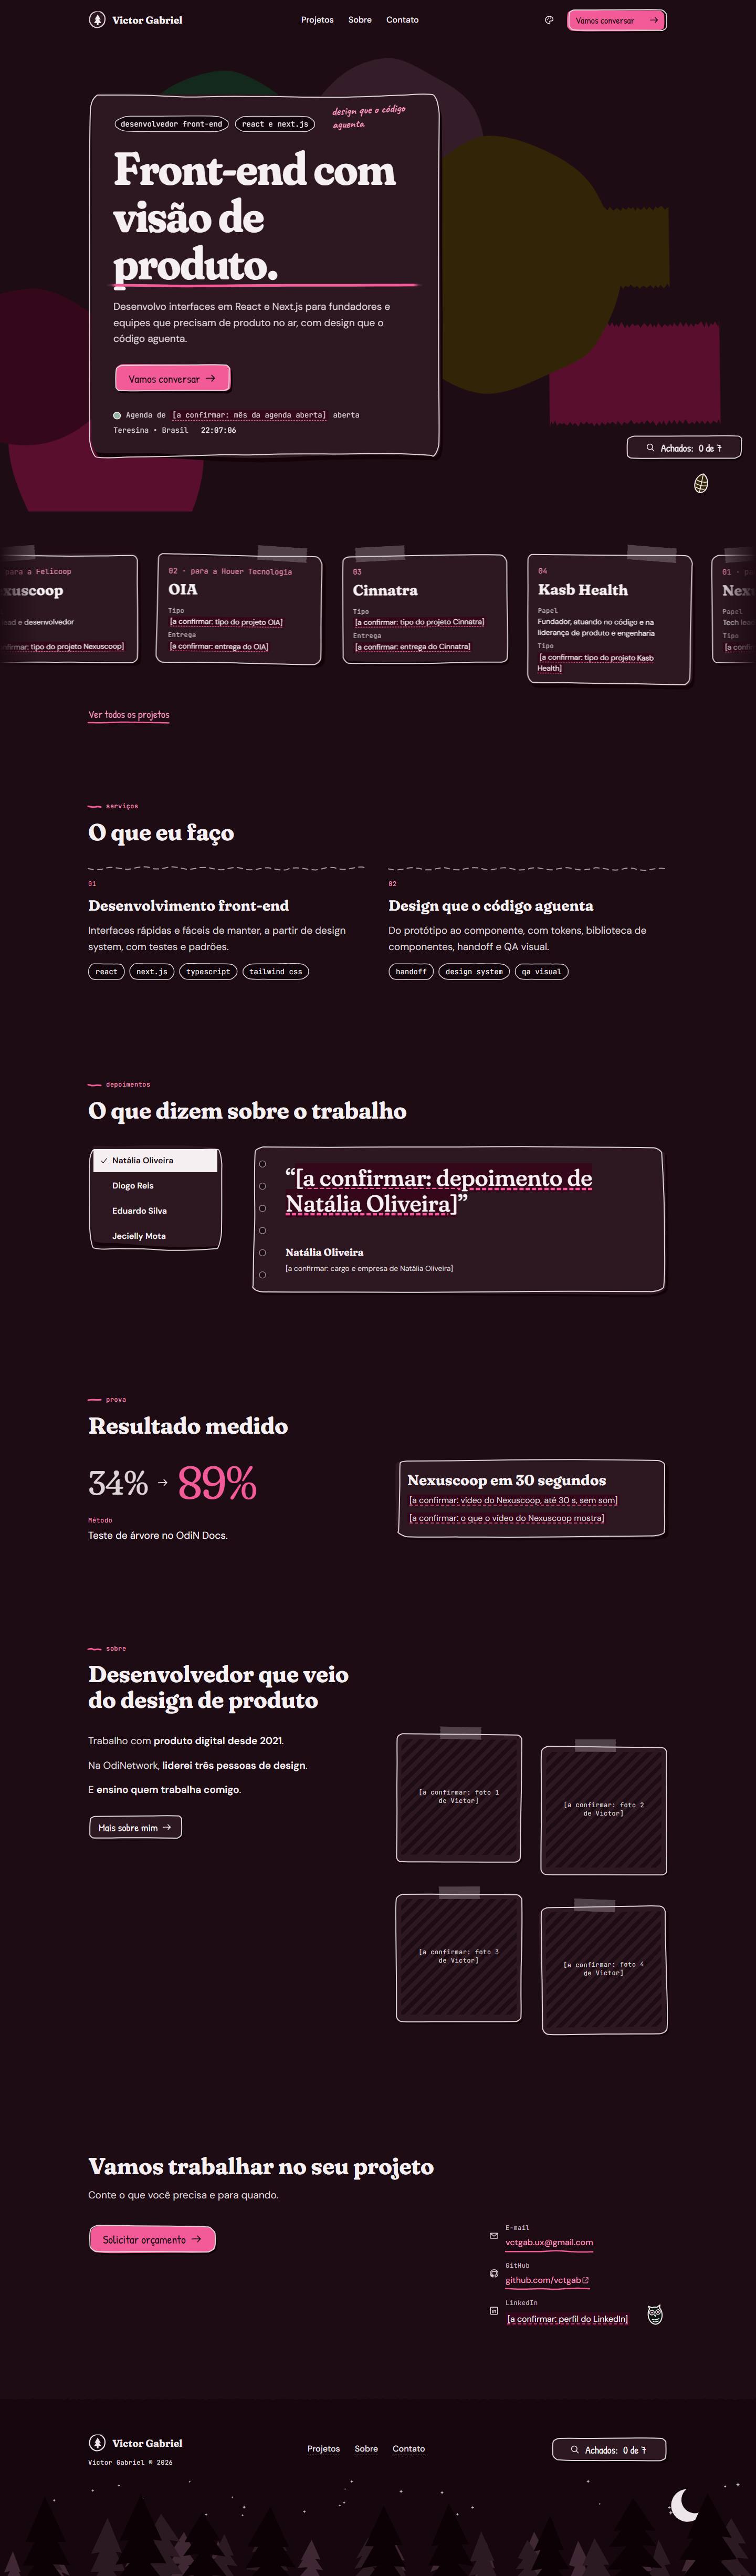 Victor Gabriel
Projetos Sobre Contato
Vamos conversar
desenvolvedor front-end
react e next.js
design que o código
aguenta
Front-end com
visão de
produto.
Desenvolvo interfaces em React e Next.js para fundadores e
equipes que precisam de produto no ar, com design que o
código aguenta.
Vamos conversar
Agenda de [a confirmar: mês da agenda aberta] aberta
Teresina • Brasil 22:07:06
Achados: 0 de 7
para a Felicoop
xuscoop
ead e desenvolvedor
nfirmar: tipo do projeto Nexuscoop]
02 · para a Houer Tecnologia
OIA
Tipo
[a confirmar: tipo do projeto OIA]
Entrega
[a confirmar: entrega do OIA]
03
Cinnatra
Tipo
[a confirmar: tipo do projeto Cinnatra]
Entrega
[a confirmar: entrega do Cinnatra]
04
Kasb Health
Papel
Fundador, atuando no código e na
liderança de produto e engenharia
Tipo
[a confirmar: tipo do projeto Kasb
Health]
01 · p
Nex
Papel
Tech lea
Tipo
[a conf
Ver todos os projetos
serviços
O que eu faço
01
Desenvolvimento front-end
Interfaces rápidas e fáceis de manter, a partir de design
system, com testes e padrões.
react
next.js
typescript
tailwind css
02
Design que o código aguenta
Do protótipo ao componente, com tokens, biblioteca de
componentes, handoff e QA visual.
handoff
design system
qa visual
depoimentos
O que dizem sobre o trabalho
Natália Oliveira
Diogo Reis
Eduardo Silva
Jecielly Mota
“[a confirmar: depoimento de
Natália Oliveira]”
Natália Oliveira
[a confirmar: cargo e empresa de Natália Oliveira]
prova
Resultado medido
34% → 89%
Método
Teste de árvore no OdiN Docs.
Nexuscoop em 30 segundos
[a confirmar: vídeo do Nexuscoop, até 30 s, sem som]
[a confirmar: o que o vídeo do Nexuscoop mostra]
sobre
Desenvolvedor que veio
do design de produto
Trabalho com produto digital desde 2021.
Na OdiNetwork, liderei três pessoas de design.
E ensino quem trabalha comigo.
Mais sobre mim
[a confirmar: foto 1
de Victor]
[a confirmar: foto 2
de Victor]
[a confirmar: foto 3
de Victor]
[a confirmar: foto 4
de Victor]
Vamos trabalhar no seu projeto
Conte o que você precisa e para quando.
Solicitar orçamento
E-mail
vctgab.ux@gmail.com
GitHub
github.com/vctgab
LinkedIn
[a confirmar: perfil do LinkedIn]
Victor Gabriel
Victor Gabriel © 2026
Projetos Sobre Contato
Achados: 0 de 7